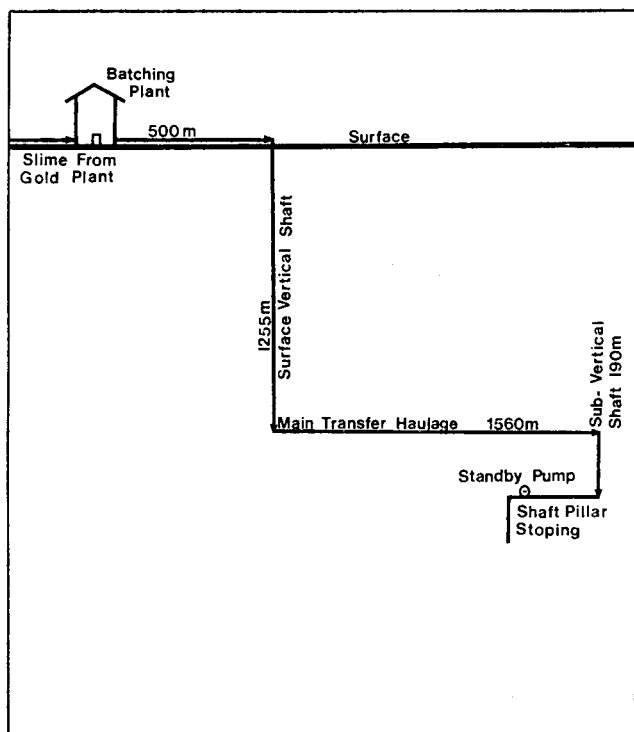 Batching
Plant
500 m
Surface
Slime From
Gold Plant
1255m
Surface Vertical Shaft
Main Transfer Haulage 1560m
Sub-Vertical
Shaft 190m
Standby Pump
Shaft Pillar
Stoping